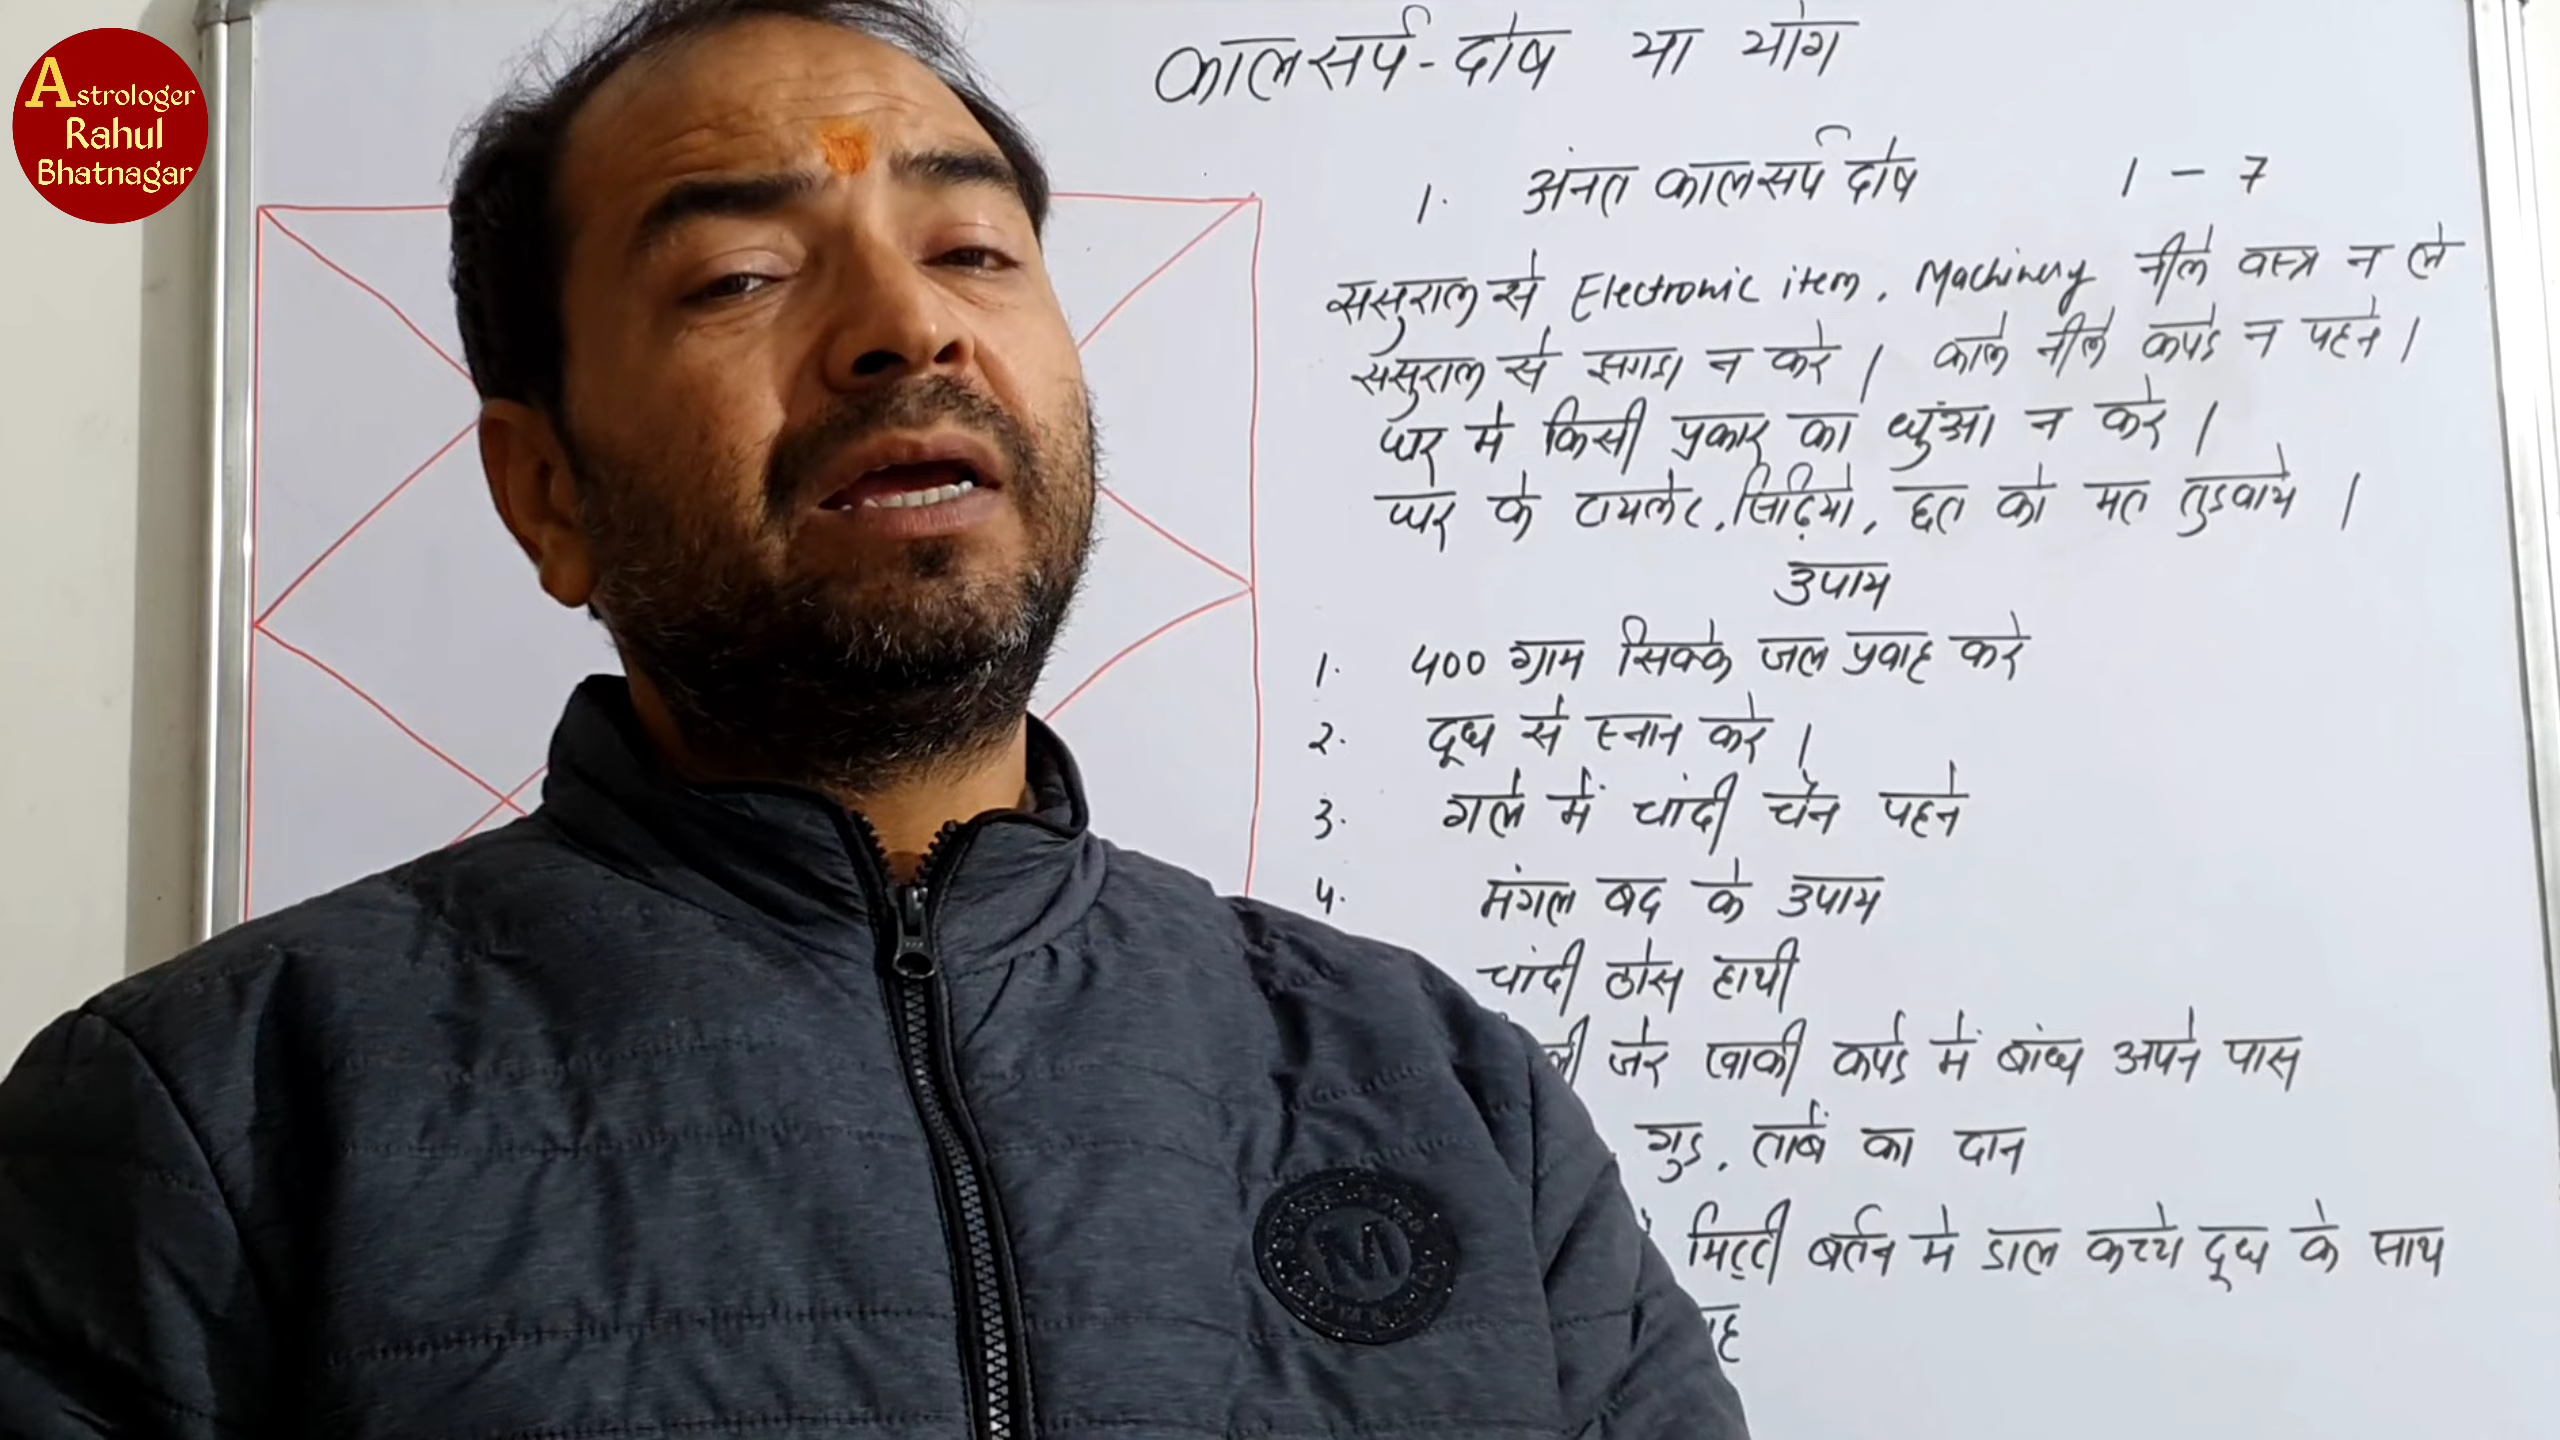 Astrologer
Rahul
Bhatnagar
कालसर्प-दोष या योग
1. अंनत कालसर्प दोष 1 - 7
ससुराल से Electronic item, Machinery नीले वस्त्र न ले
ससुराल से झगडा न करे । काले नीले कपडे न पहने ।
घर मे किसी प्रकार का धुंआ न करे ।
घर के टायलेट, सिढ़ियो, छत को मत तुडवाये ।
उपाय
1. 400 ग्राम सिक्के जल प्रवाह करे
2. दूध से स्नान करे ।
3. गले में चांदी चैन पहने
4. मंगल बद के उपाय
चांदी ठोस हाथी
जेर खाकी कपडे में बांध अपने पास
गुड, ताबें का दान
मिट्टी बर्तन मे डाल कच्चे दूध के साथ
M